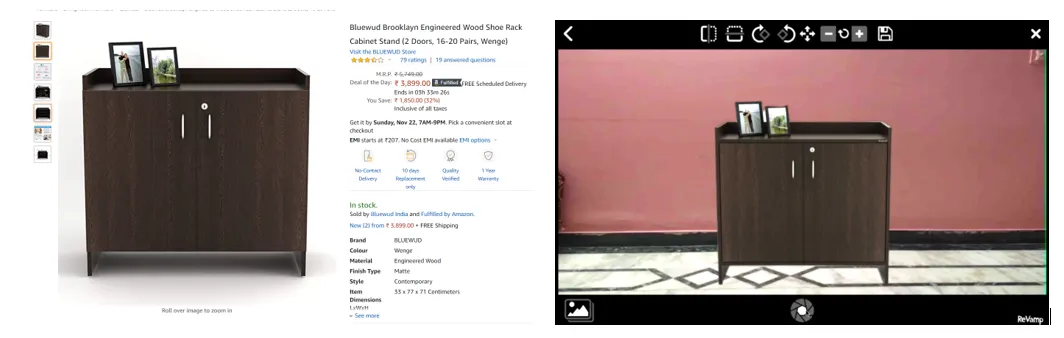 Bluewud Brooklayn Engineered Wood Shoe Rack
Cabinet Stand (2 Doors, 16-20 Pairs, Wenge)
Visit the BLUEWUD Store
79 ratings | 19 answered questions
M.R.P.: ₹ 5,749.00
Deal of the Day: ₹ 3,899.00 Fulfilled FREE Scheduled Delivery
Ends in 03h 33m 26s
You Save: ₹ 1,850.00 (32%)
Inclusive of all taxes
Get it by Sunday, Nov 22, 7AM-9PM. Pick a convenient slot at
checkout
EMI starts at ₹207. No Cost EMI available EMI options
No-Contact Delivery
10 days Replacement only
Quality Verified
1 Year Warranty
In stock.
Sold by Bluewud India and Fulfilled by Amazon.
New (2) from ₹ 3,899.00 + FREE Shipping
Brand BLUEWUD
Colour Wenge
Material Engineered Wood
Finish Type Matte
Style Contemporary
Item 33 x 77 x 71 Centimeters
Dimensions
LxWxH
See more
Roll over image to zoom in
ReVamp